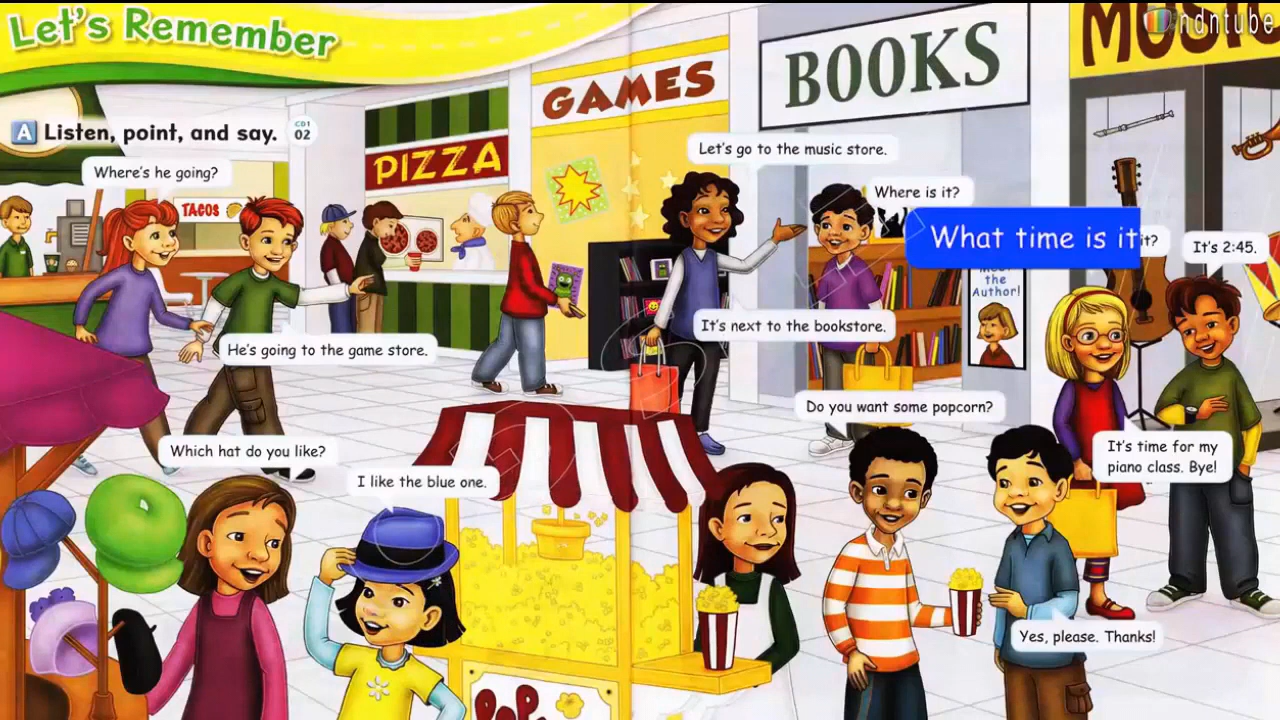 Let's Remember
ndntube
MUSIC
BOOKS
GAMES
A Listen, point, and say.
CD1
02
PIZZA
Let's go to the music store.
Where's he going?
Where is it?
TACOS
What time is it
it?
It's 2:45.
Meet
the
Author!
It's next to the bookstore.
He's going to the game store.
Do you want some popcorn?
Which hat do you like?
It's time for my
piano class. Bye!
I like the blue one.
Yes, please. Thanks!
POP